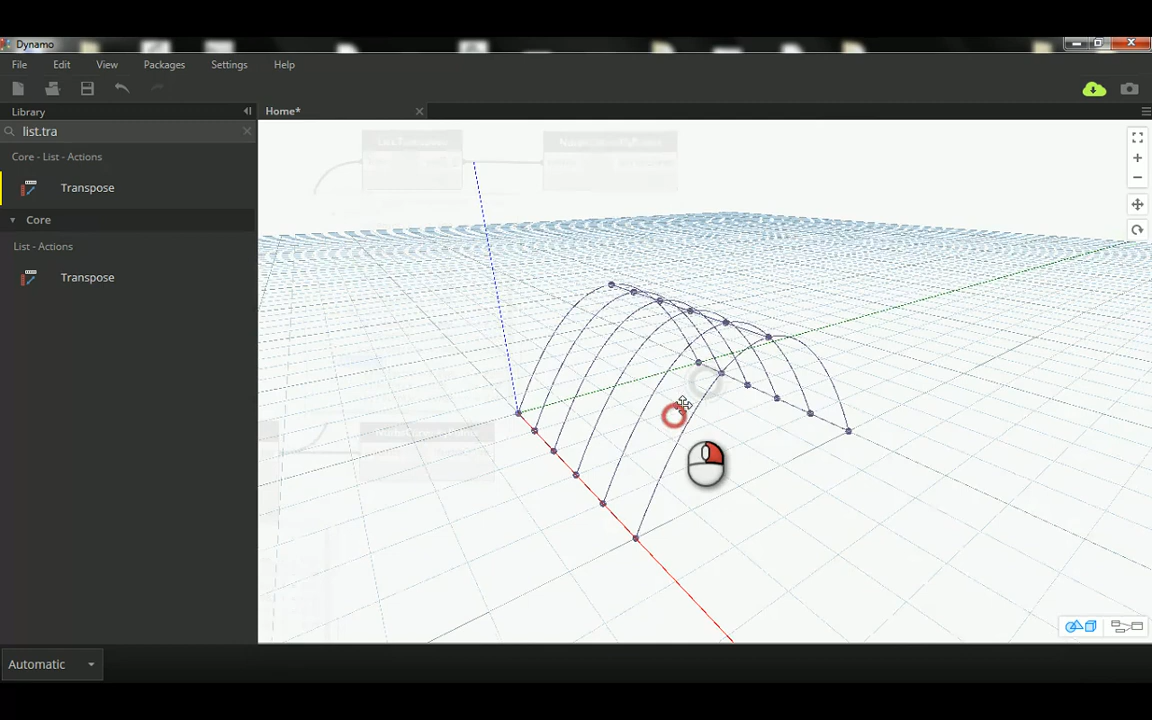 Dynamo
File Edit View Packages Settings Help
Library
Home*
list.tra
Core - List - Actions
Transpose
Core
List - Actions
Transpose
Automatic